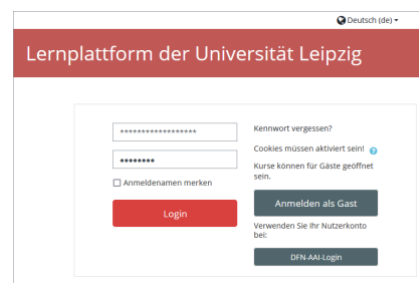 Deutsch (de)
Lernplattform der Universität Leipzig
******************
••••••••
Anmeldenamen merken
Login
Kennwort vergessen?
Cookies müssen aktiviert sein!
Kurse können für Gäste geöffnet
sein.
Anmelden als Gast
Verwenden Sie Ihr Nutzerkonto
bei:
DFN-AAI-Login